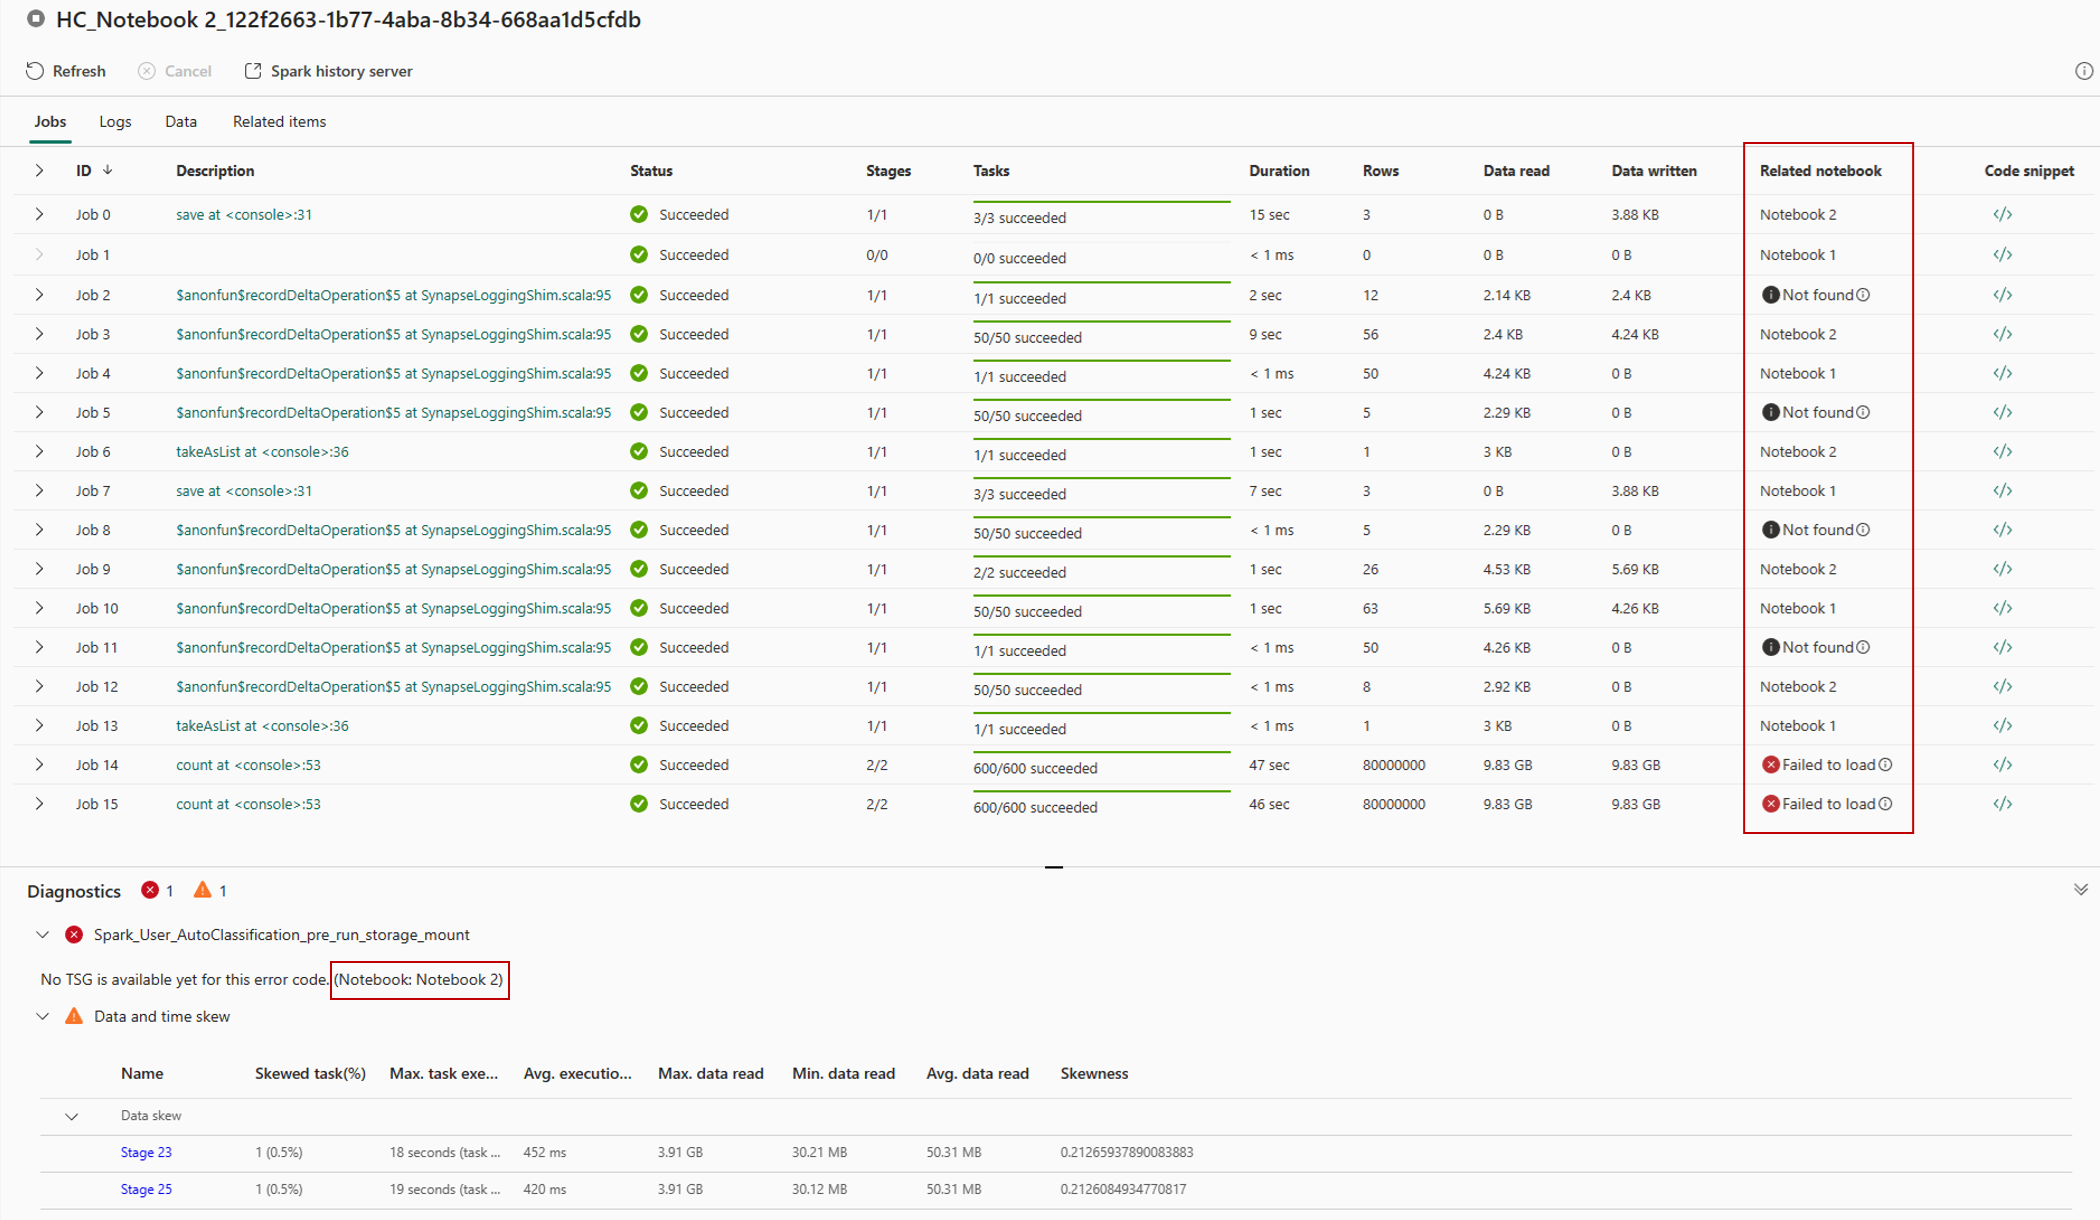 HC_Notebook 2_122f2663-1b77-4aba-8b34-668aa1d5cfdb
Refresh Cancel Spark history server
Jobs Logs Data Related items
ID Description Status Stages Tasks Duration Rows Data read Data written Related notebook Code snippet
Job 0 save at <console>:31 Succeeded 1/1 3/3 succeeded 15 sec 3 0 B 3.88 KB Notebook 2 </>
Job 1 Succeeded 0/0 0/0 succeeded < 1 ms 0 0 B 0 B Notebook 1 </>
Job 2 $anonfun$recordDeltaOperation$5 at SynapseLoggingShim.scala:95 Succeeded 1/1 1/1 succeeded 2 sec 12 2.14 KB 2.4 KB Not found </>
Job 3 $anonfun$recordDeltaOperation$5 at SynapseLoggingShim.scala:95 Succeeded 1/1 50/50 succeeded 9 sec 56 2.4 KB 4.24 KB Notebook 2 </>
Job 4 $anonfun$recordDeltaOperation$5 at SynapseLoggingShim.scala:95 Succeeded 1/1 1/1 succeeded < 1 ms 50 4.24 KB 0 B Notebook 1 </>
Job 5 $anonfun$recordDeltaOperation$5 at SynapseLoggingShim.scala:95 Succeeded 1/1 50/50 succeeded 1 sec 5 2.29 KB 0 B Not found </>
Job 6 takeAsList at <console>:36 Succeeded 1/1 1/1 succeeded 1 sec 1 3 KB 0 B Notebook 2 </>
Job 7 save at <console>:31 Succeeded 1/1 3/3 succeeded 7 sec 3 0 B 3.88 KB Notebook 1 </>
Job 8 $anonfun$recordDeltaOperation$5 at SynapseLoggingShim.scala:95 Succeeded 1/1 50/50 succeeded < 1 ms 5 2.29 KB 0 B Not found </>
Job 9 $anonfun$recordDeltaOperation$5 at SynapseLoggingShim.scala:95 Succeeded 1/1 2/2 succeeded 1 sec 26 4.53 KB 5.69 KB Notebook 2 </>
Job 10 $anonfun$recordDeltaOperation$5 at SynapseLoggingShim.scala:95 Succeeded 1/1 50/50 succeeded 1 sec 63 5.69 KB 4.26 KB Notebook 1 </>
Job 11 $anonfun$recordDeltaOperation$5 at SynapseLoggingShim.scala:95 Succeeded 1/1 1/1 succeeded < 1 ms 50 4.26 KB 0 B Not found </>
Job 12 $anonfun$recordDeltaOperation$5 at SynapseLoggingShim.scala:95 Succeeded 1/1 50/50 succeeded < 1 ms 8 2.92 KB 0 B Notebook 2 </>
Job 13 takeAsList at <console>:36 Succeeded 1/1 1/1 succeeded < 1 ms 1 3 KB 0 B Notebook 1 </>
Job 14 count at <console>:53 Succeeded 2/2 600/600 succeeded 47 sec 80000000 9.83 GB 9.83 GB Failed to load </>
Job 15 count at <console>:53 Succeeded 2/2 600/600 succeeded 46 sec 80000000 9.83 GB 9.83 GB Failed to load </>
Diagnostics 1 1
Spark_User_AutoClassification_pre_run_storage_mount
No TSG is available yet for this error code. (Notebook: Notebook 2)
Data and time skew
Name Skewed task(%) Max. task exe... Avg. executio... Max. data read Min. data read Avg. data read Skewness
Data skew
Stage 23 1 (0.5%) 18 seconds (task ... 452 ms 3.91 GB 30.21 MB 50.31 MB 0.21265937890083883
Stage 25 1 (0.5%) 19 seconds (task ... 420 ms 3.91 GB 30.12 MB 50.31 MB 0.2126084934770817